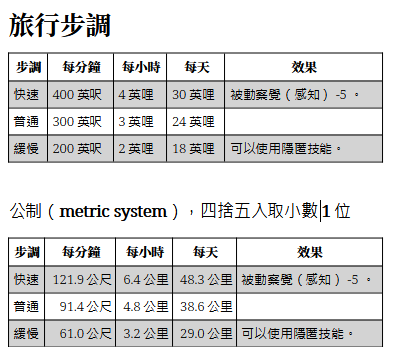 旅行步調
步調 每分鐘 每小時 每天 效果
快速 400 英呎 4 英哩 30 英哩 被動察覺（感知）-5 。
普通 300 英呎 3 英哩 24 英哩
緩慢 200 英呎 2 英哩 18 英哩 可以使用隱匿技能。
公制（metric system），四捨五入取小數1 位
步調 每分鐘 每小時 每天 效果
快速 121.9 公尺 6.4 公里 48.3 公里 被動察覺（感知）-5 。
普通 91.4 公尺 4.8 公里 38.6 公里
緩慢 61.0 公尺 3.2 公里 29.0 公里 可以使用隱匿技能。